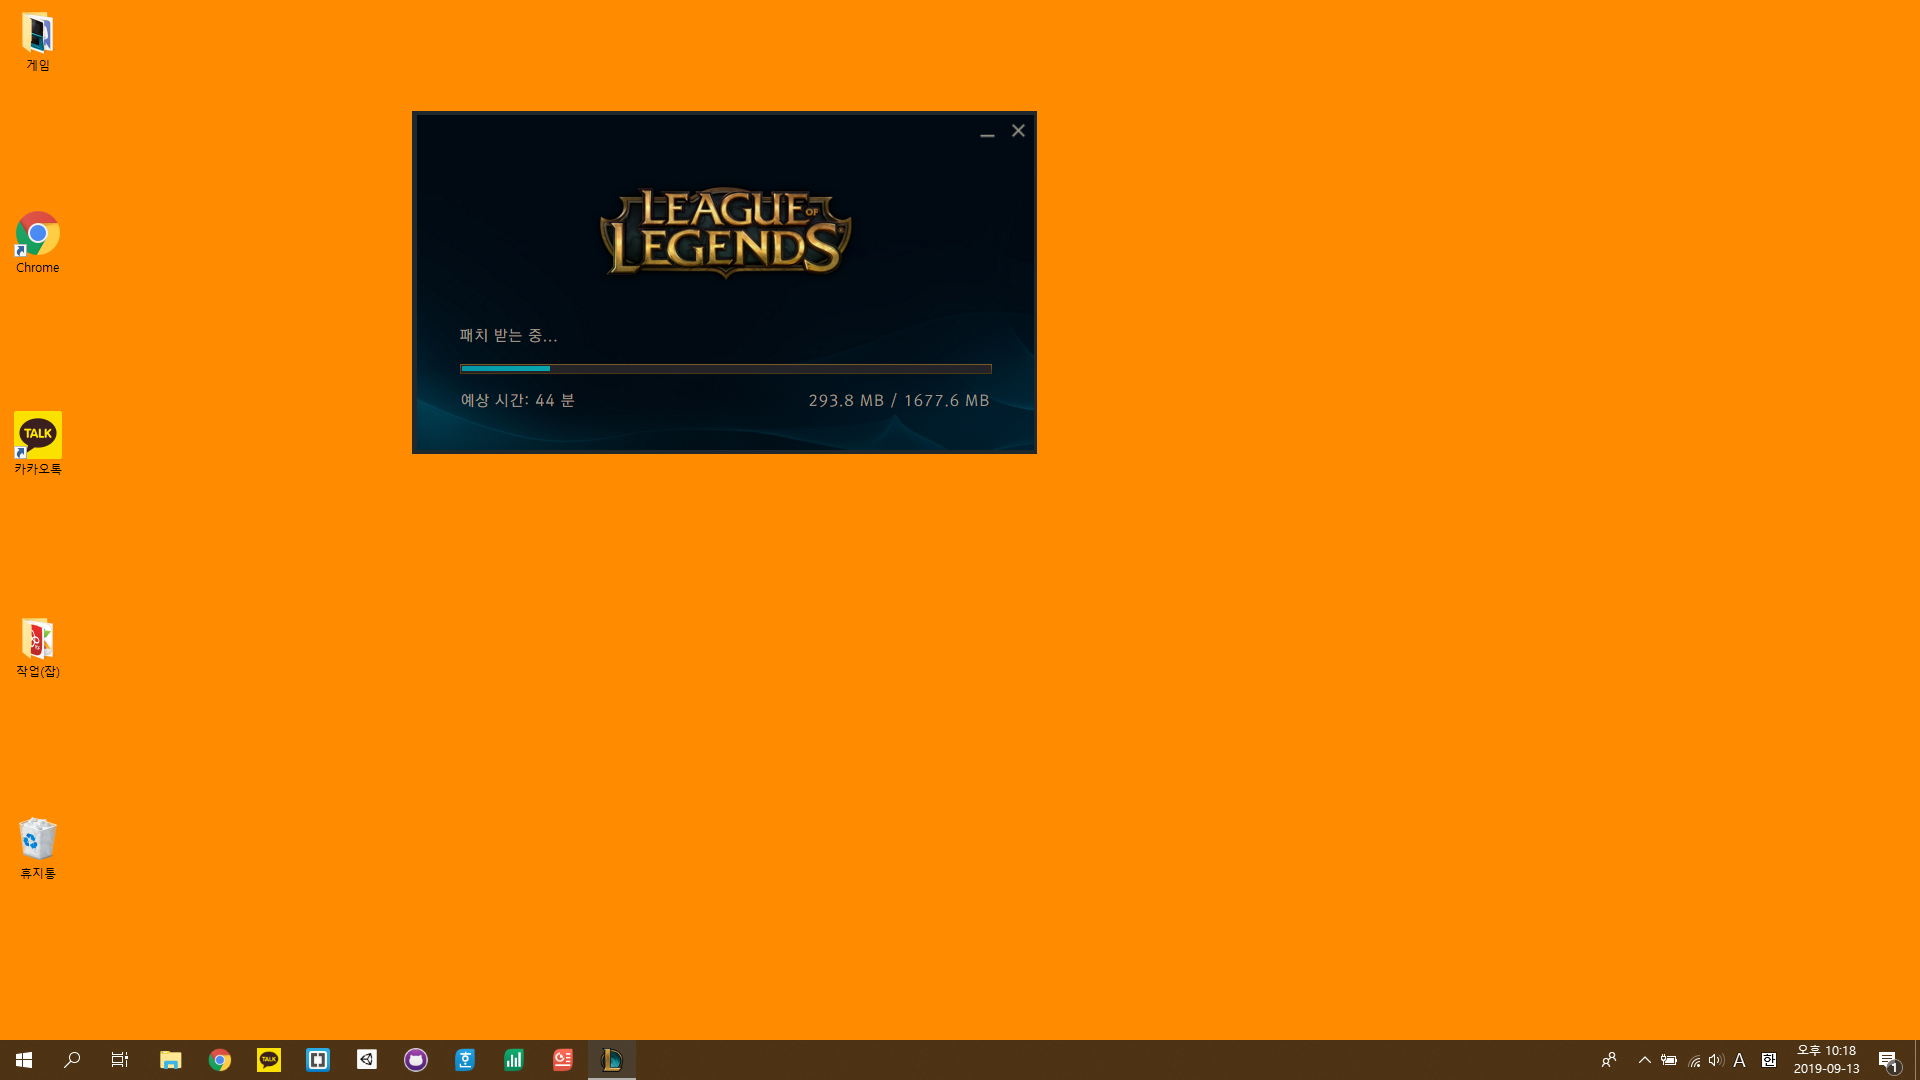 게임
Chrome
TALK
카카오톡
작업(잡)
휴지통
LEAGUE OF
LEGENDS
패치 받는 중...
예상 시간: 44 분
293.8 MB / 1677.6 MB
TALK
A
한
오후 10:18
2019-09-13
1